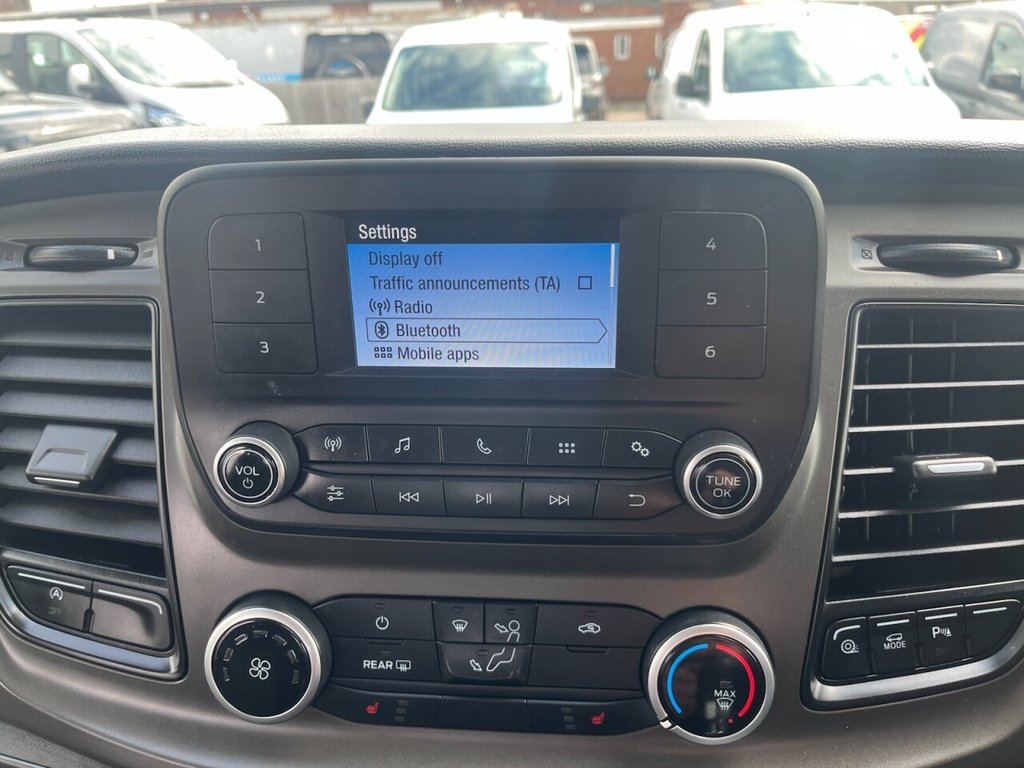 Settings
Display off
Traffic announcements (TA)
Radio
Bluetooth
Mobile apps
1
2
3
4
5
6
VOL
TUNE
OK
REAR
MAX
OFF
MODE
P